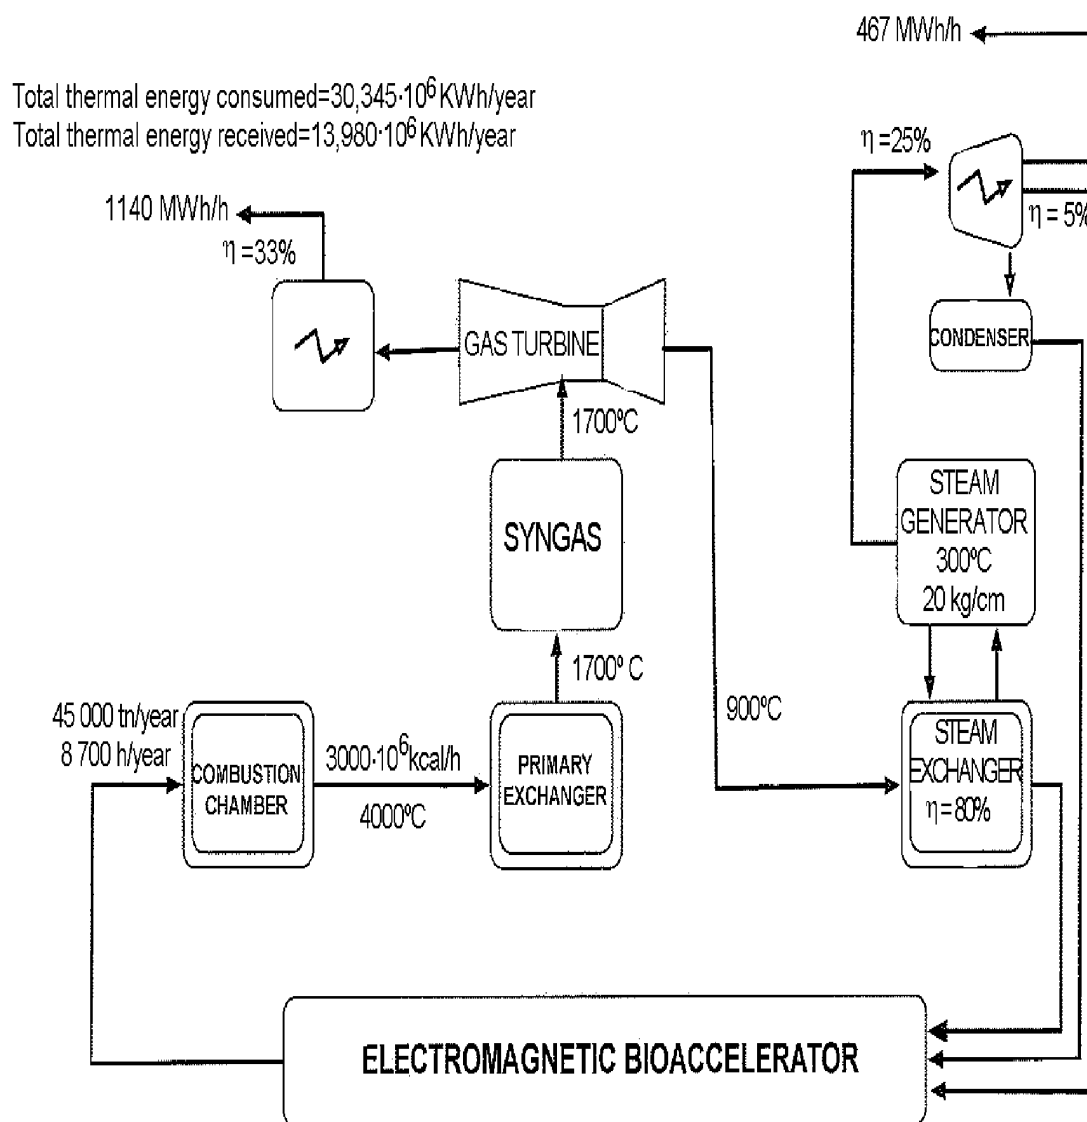 467 MWh/h
Total thermal energy consumed=30,345·10⁶ KWh/year
Total thermal energy received=13,980·10⁶ KWh/year
η =25%
1140 MWh/h
η =33%
η = 5%
GAS TURBINE
CONDENSER
1700ºC
STEAM
GENERATOR
300ºC
20 kg/cm
SYNGAS
1700º C
900ºC
45 000 tn/year
8 700 h/year
COMBUSTION
CHAMBER
3000·10⁶kcal/h
4000ºC
PRIMARY
EXCHANGER
STEAM
EXCHANGER
η = 80%
ELECTROMAGNETIC BIOACCELERATOR